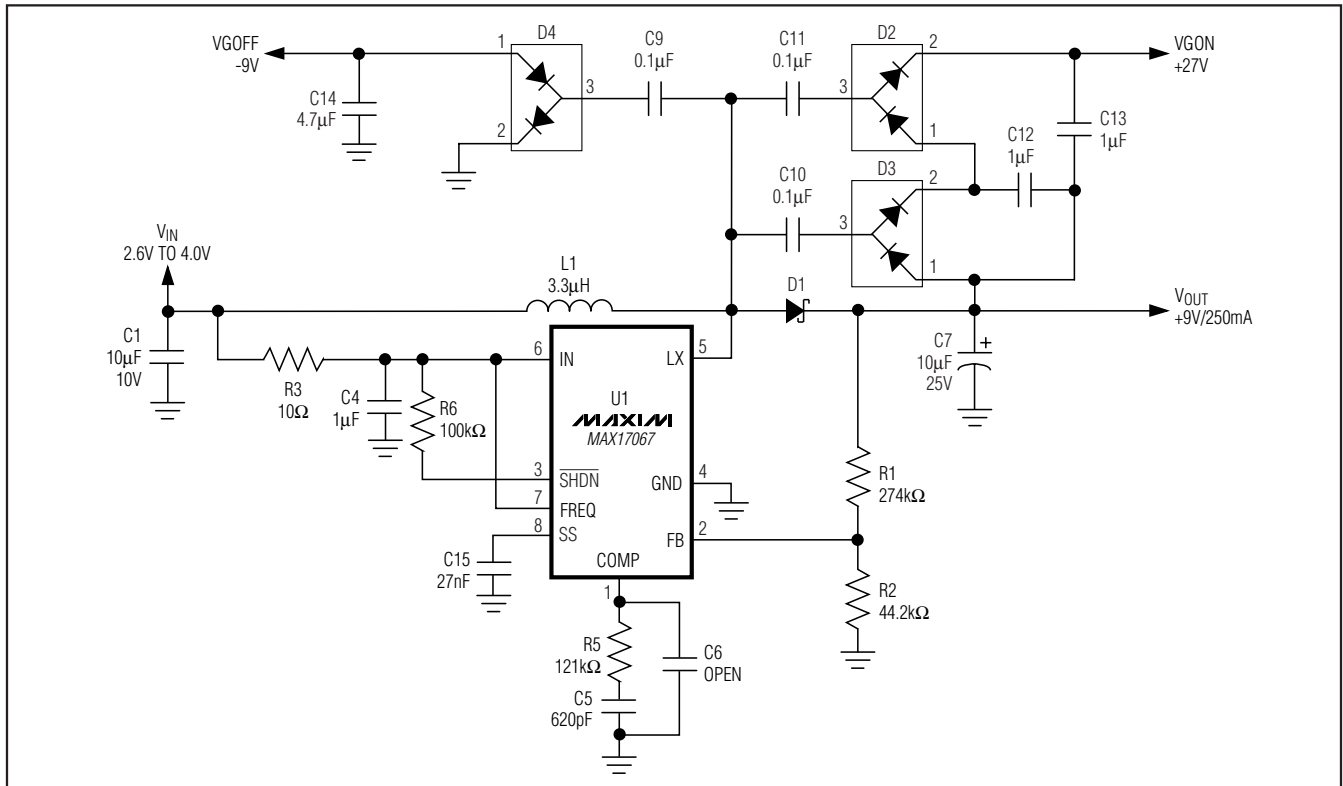 VGOFF
-9V
1
D4
3
2
C14
4.7µF
C9
0.1µF
C11
0.1µF
D2
2
3
1
VGON
+27V
C13
1µF
C12
1µF
C10
0.1µF
D3
2
3
1
VIN
2.6V TO 4.0V
L1
3.3µH
D1
VOUT
+9V/250mA
C1
10µF
10V
R3
10Ω
C4
1µF
R6
100kΩ
6
IN
LX
5
U1
MAXIM
MAX17067
3
SHDN
7
FREQ
8
SS
GND
4
FB
2
COMP
1
C7
10µF
25V
+
R1
274kΩ
R2
44.2kΩ
C15
27nF
R5
121kΩ
C6
OPEN
C5
620pF